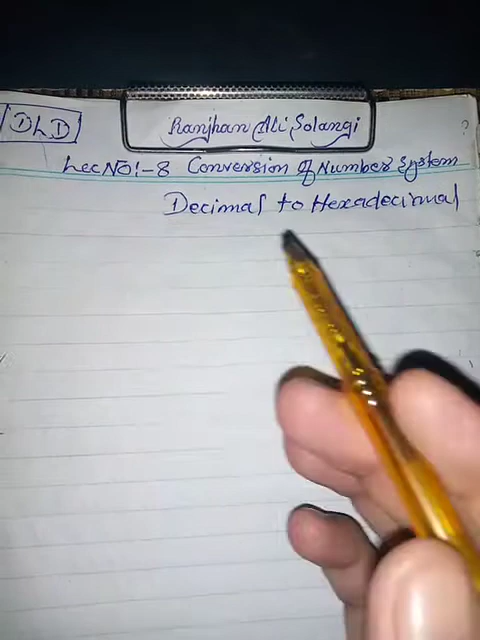 DLD
Ranjhan Ali Solangi
Lec NO:-8 Conversion of Number System
Decimal to Hexadecimal